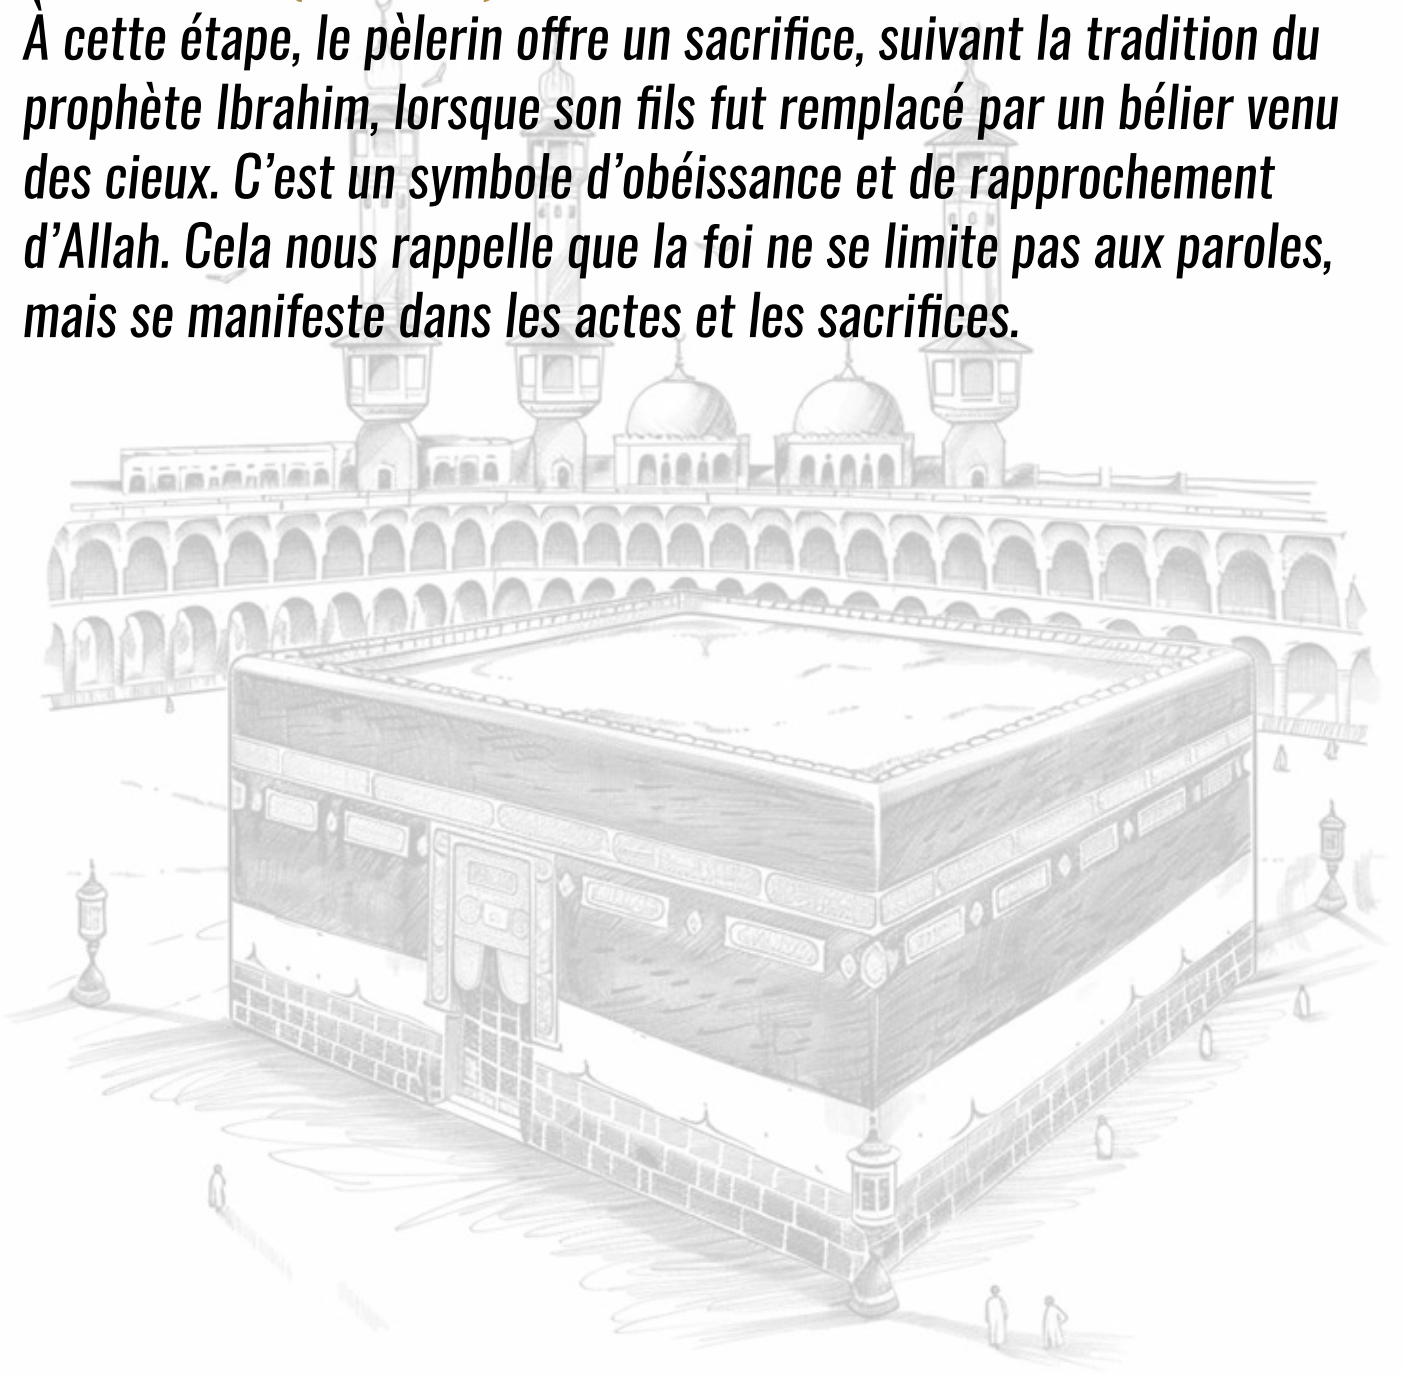 À cette étape, le pèlerin offre un sacrifice, suivant la tradition du
prophète Ibrahim, lorsque son fils fut remplacé par un bélier venu
des cieux. C’est un symbole d’obéissance et de rapprochement
d’Allah. Cela nous rappelle que la foi ne se limite pas aux paroles,
mais se manifeste dans les actes et les sacrifices.